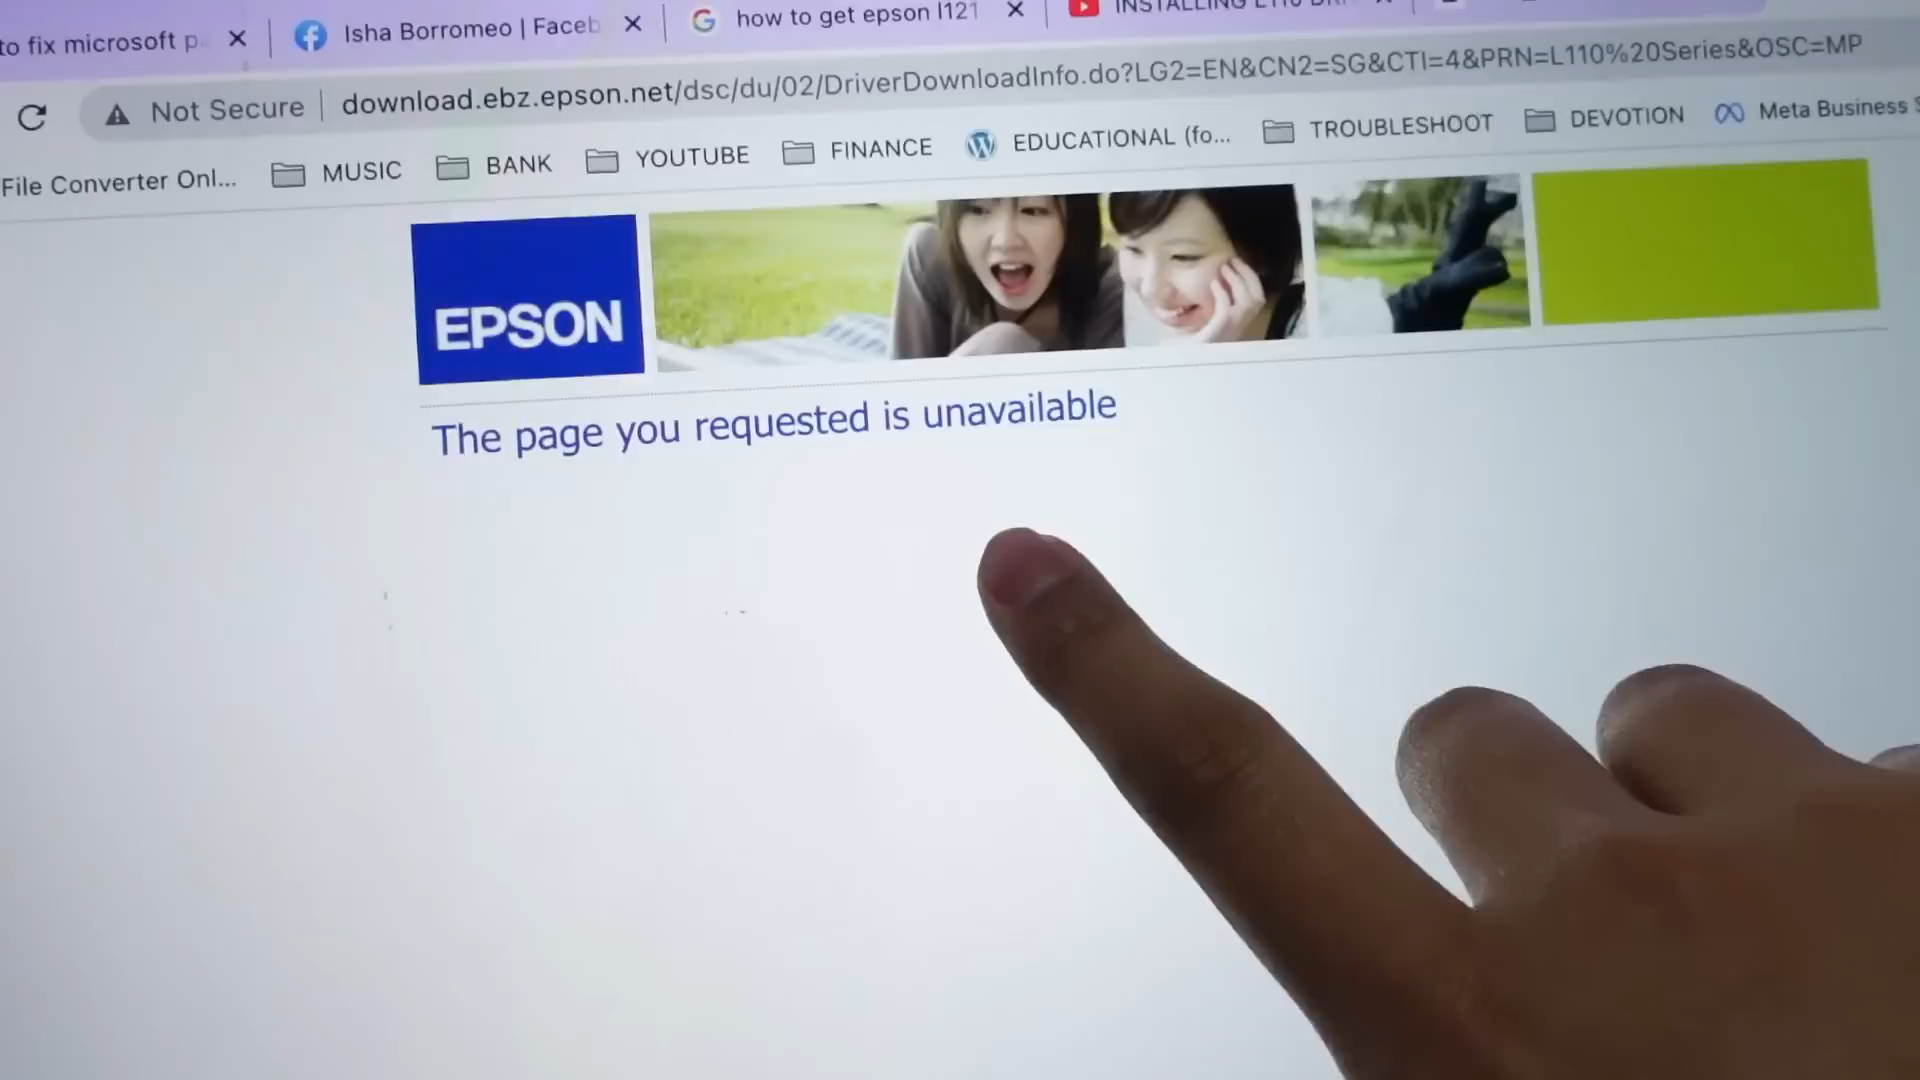 to fix microsoft p
Isha Borromeo | Faceb
how to get epson l121
Not Secure
download.ebz.epson.net/dsc/du/02/DriverDownloadInfo.do?LG2=EN&CN2=SG&CTI=4&PRN=L110%20Series&OSC=MP
File Converter Onl...
MUSIC
BANK
YOUTUBE
FINANCE
EDUCATIONAL (fo...
TROUBLESHOOT
DEVOTION
Meta Business S
EPSON
The page you requested is unavailable